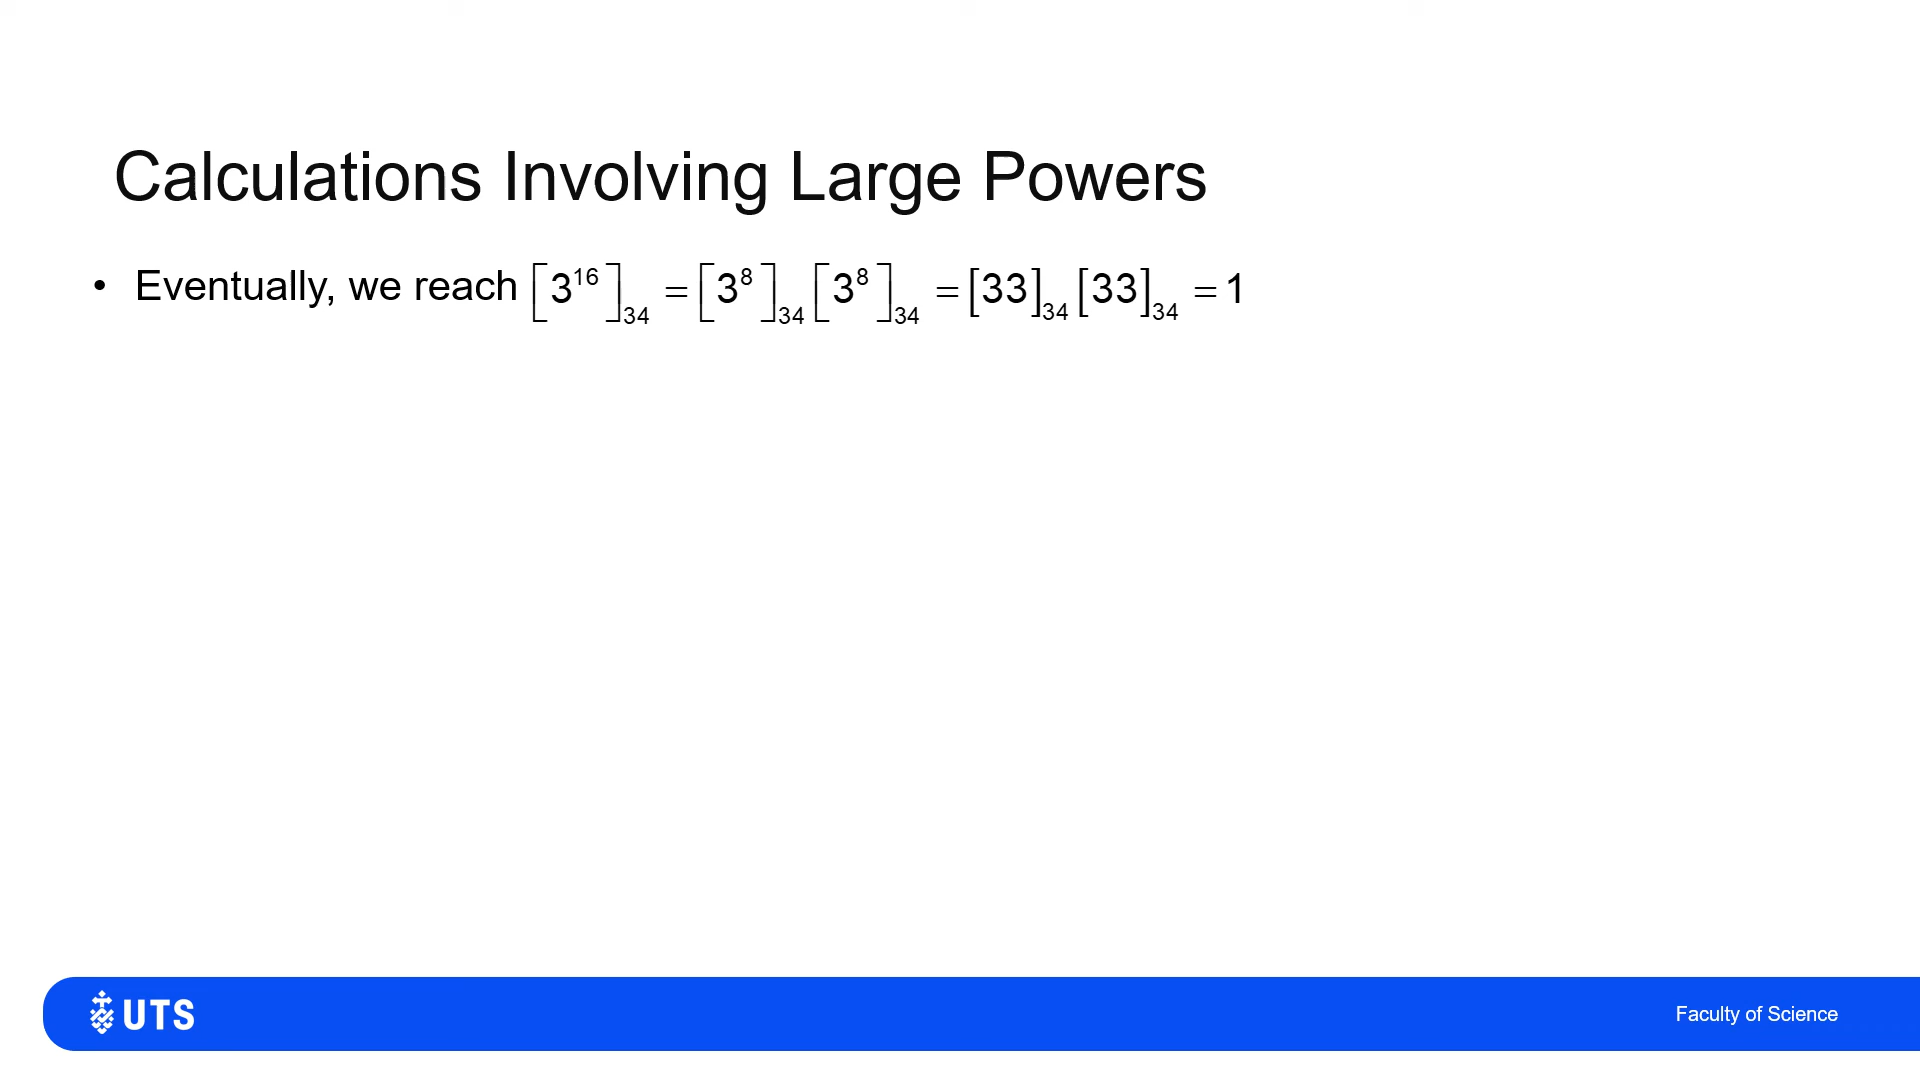 Calculations Involving Large Powers
• Eventually, we reach [3^16]_34 = [3^8]_34 [3^8]_34 = [33]_34 [33]_34 = 1
UTS
Faculty of Science